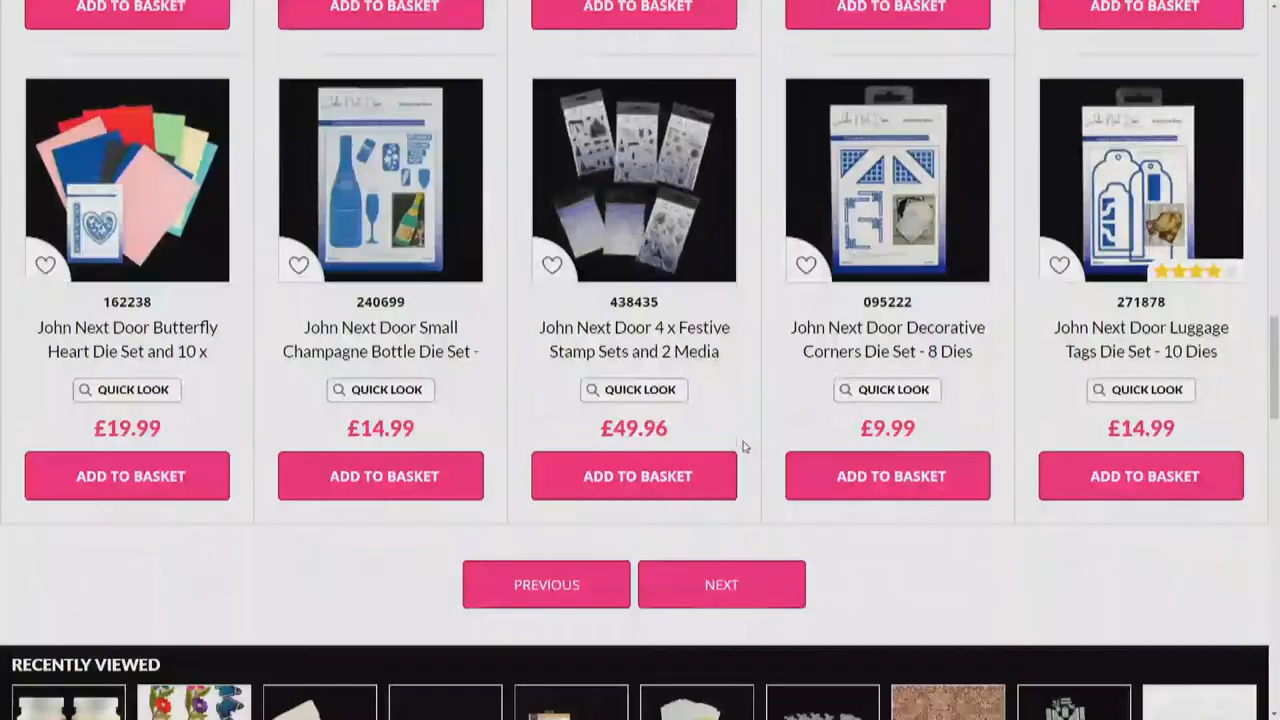 ADD TO BASKET ADD TO BASKET ADD TO BASKET ADD TO BASKET ADD TO BASKET
162238
John Next Door Butterfly
Heart Die Set and 10 x
QUICK LOOK
£19.99
ADD TO BASKET
240699
John Next Door Small
Champagne Bottle Die Set -
QUICK LOOK
£14.99
ADD TO BASKET
438435
John Next Door 4 x Festive
Stamp Sets and 2 Media
QUICK LOOK
£49.96
ADD TO BASKET
095222
John Next Door Decorative
Corners Die Set - 8 Dies
QUICK LOOK
£9.99
ADD TO BASKET
271878
John Next Door Luggage
Tags Die Set - 10 Dies
QUICK LOOK
£14.99
ADD TO BASKET
PREVIOUS NEXT
RECENTLY VIEWED